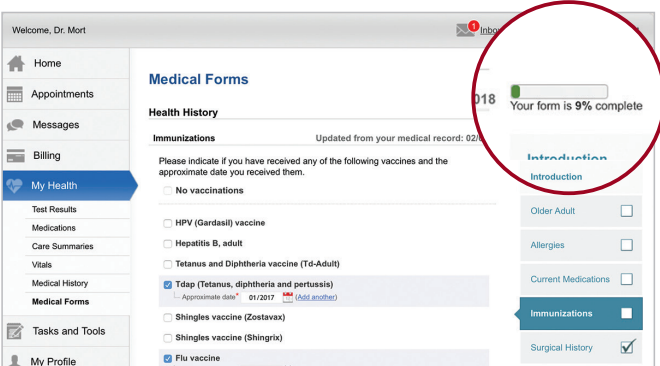 Welcome, Dr. Mort
1
Home
Appointments
Messages
Billing
My Health
Test Results
Medications
Care Summaries
Vitals
Medical History
Medical Forms
Tasks and Tools
My Profile
Medical Forms
Health History
Immunizations Updated from your medical record:
Please indicate if you have received any of the following vaccines and the
approximate date you received them.
No vaccinations
HPV (Gardasil) vaccine
Hepatitis B, adult
Tetanus and Diphtheria vaccine (Td-Adult)
Tdap (Tetanus, diphtheria and pertussis)
Approximate date* 01/2017 (Add another)
Shingles vaccine (Zostavax)
Shingles vaccine (Shingrix)
Flu vaccine
018
Your form is 9% complete
Introduction
Introduction
Older Adult
Allergies
Current Medications
Immunizations
Surgical History